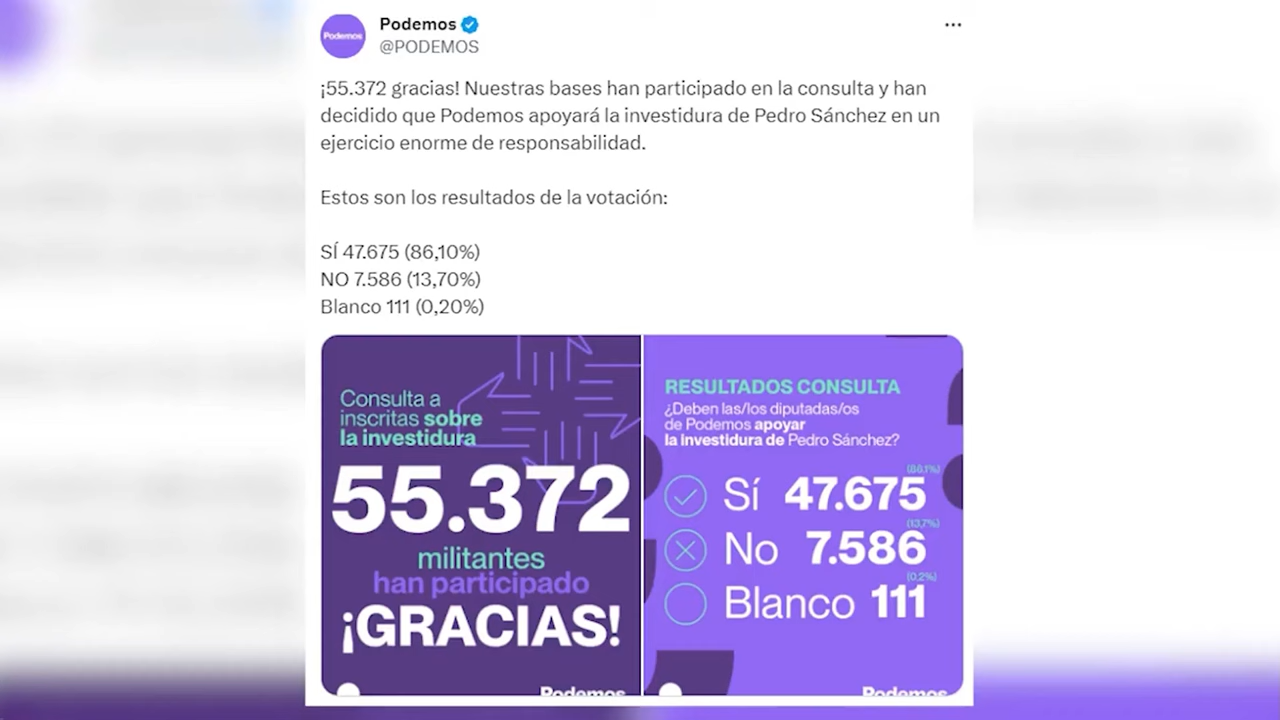 Podemos
Podemos
@PODEMOS
¡55.372 gracias! Nuestras bases han participado en la consulta y han
decidido que Podemos apoyará la investidura de Pedro Sánchez en un
ejercicio enorme de responsabilidad.
Estos son los resultados de la votación:
SÍ 47.675 (86,10%)
NO 7.586 (13,70%)
Blanco 111 (0,20%)
Consulta a
inscritas sobre
la investidura
55.372
militantes
han participado
¡GRACIAS!
Podemos
RESULTADOS CONSULTA
¿Deben las/los diputadas/os
de Podemos apoyar
la investidura de Pedro Sánchez?
(86,1%)
Sí 47.675
(13,7%)
No 7.586
(0,2%)
Blanco 111
Podemos